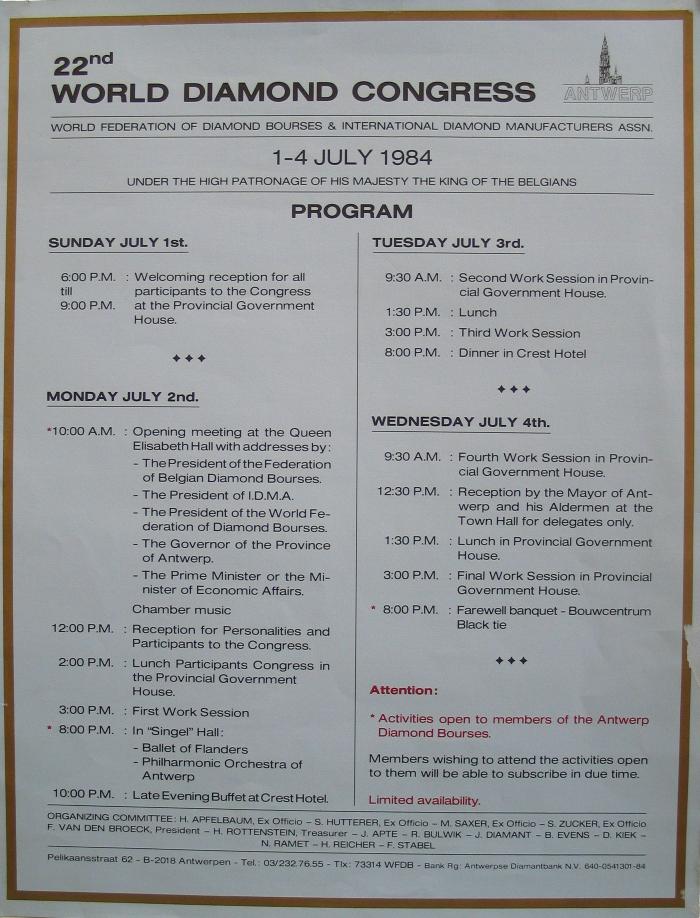 22nd
WORLD DIAMOND CONGRESS
ANTWERP
WORLD FEDERATION OF DIAMOND BOURSES & INTERNATIONAL DIAMOND MANUFACTURERS ASSN.
1-4 JULY 1984
UNDER THE HIGH PATRONAGE OF HIS MAJESTY THE KING OF THE BELGIANS
PROGRAM
SUNDAY JULY 1st.
6:00 P.M. : Welcoming reception for all
till participants to the Congress
9:00 P.M. at the Provincial Government
House.
MONDAY JULY 2nd.
*10:00 A.M. : Opening meeting at the Queen
Elisabeth Hall with addresses by:
- The President of the Federation
of Belgian Diamond Bourses.
- The President of I.D.M.A.
- The President of the World Fe-
deration of Diamond Bourses.
- The Governor of the Province
of Antwerp.
- The Prime Minister or the Mi-
nister of Economic Affairs.
Chamber music
12:00 P.M. : Reception for Personalities and
Participants to the Congress.
2:00 P.M. : Lunch Participants Congress in
the Provincial Government
House.
3:00 P.M. : First Work Session
* 8:00 P.M. : In "Singel" Hall:
- Ballet of Flanders
- Philharmonic Orchestra of
Antwerp
10:00 P.M. : Late Evening Buffet at Crest Hotel.
TUESDAY JULY 3rd.
9:30 A.M. : Second Work Session in Provin-
cial Government House.
1:30 P.M. : Lunch
3:00 P.M. : Third Work Session
8:00 P.M. : Dinner in Crest Hotel
WEDNESDAY JULY 4th.
9:30 A.M. : Fourth Work Session in Provin-
cial Government House.
12:30 P.M. : Reception by the Mayor of Ant-
werp and his Aldermen at the
Town Hall for delegates only.
1:30 P.M. : Lunch in Provincial Government
House.
3:00 P.M. : Final Work Session in Provincial
Government House.
* 8:00 P.M. : Farewell banquet - Bouwcentrum
Black tie
Attention:
* Activities open to members of the Antwerp
Diamond Bourses.
Members wishing to attend the activities open
to them will be able to subscribe in due time.
Limited availability.
ORGANIZING COMMITTEE: H. APFELBAUM, Ex Officio – S. HUTTERER, Ex Officio – M. SAXER, Ex Officio – S. ZUCKER, Ex Officio
F. VAN DEN BROECK, President – H. ROTTENSTEIN, Treasurer – J. APTE – R. BULWIK – J. DIAMANT – B. EVENS – D. KIEK –
N. RAMET – H. REICHER – F. STABEL
Pelikaansstraat 62 - B-2018 Antwerpen - Tel.: 03/232.76.55 - Tlx: 73314 WFDB - Bank Rg: Antwerpse Diamantbank N.V. 640-0541301-84